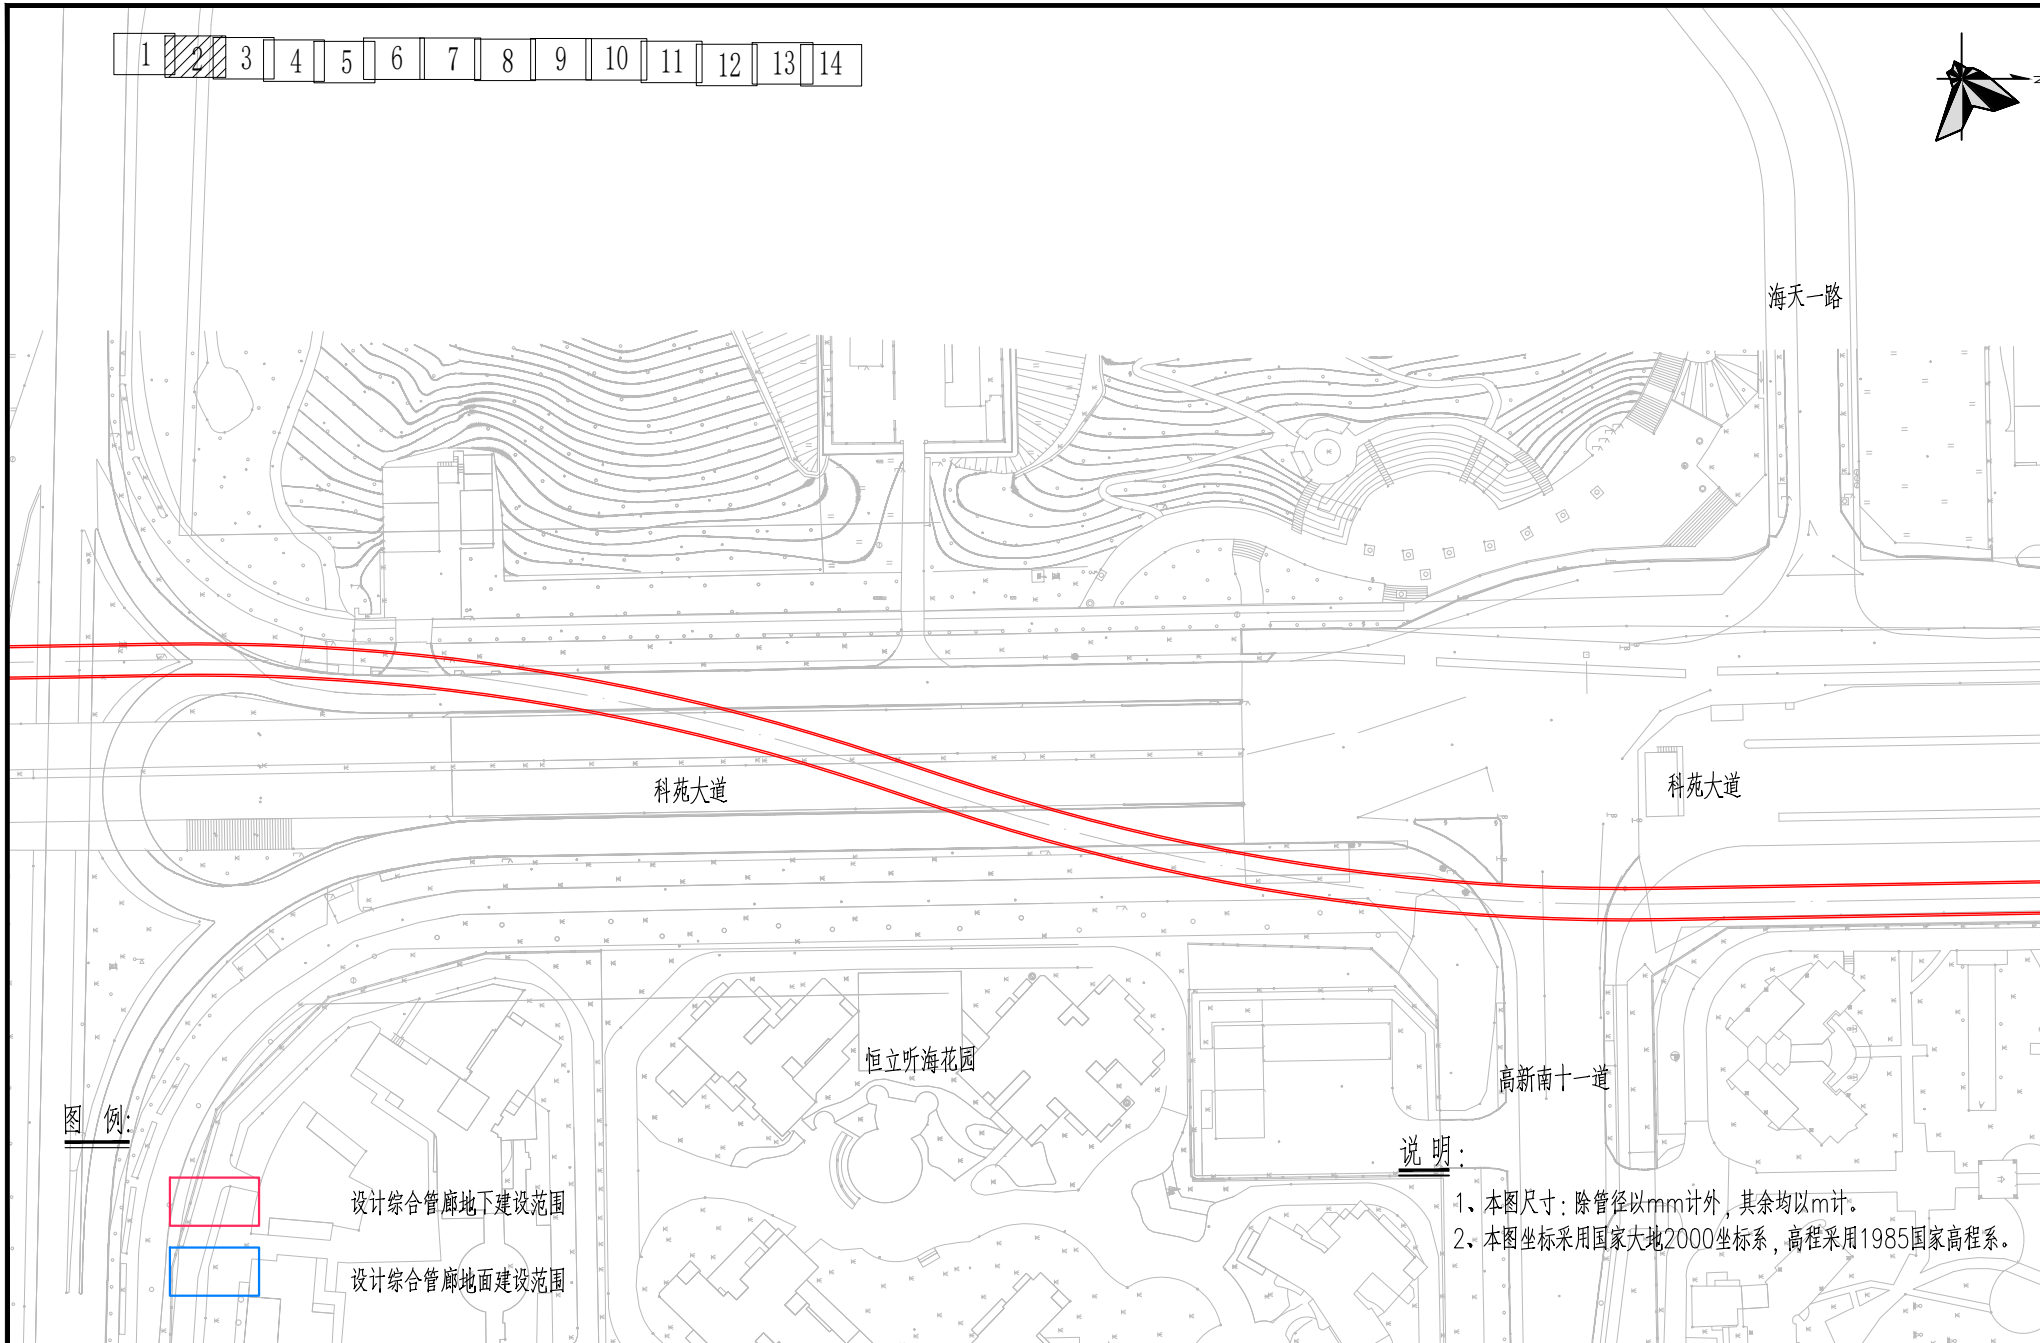 1 2 3 4 5 6 7 8 9 10 11 12 13 14
N
海天一路
科苑大道
科苑大道
恒立听海花园
高新南十一道
图 例:
设计综合管廊地下建设范围
设计综合管廊地面建设范围
说 明:
1、本图尺寸:除管径以mm计外,其余均以m计。
2、本图坐标采用国家大地2000坐标系,高程采用1985国家高程系。